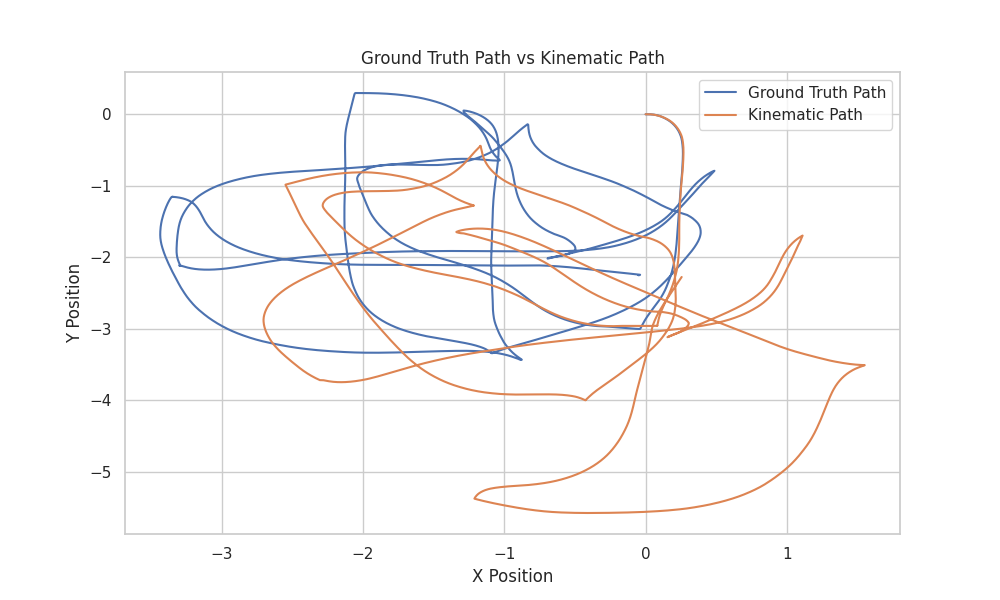 Ground Truth Path vs Kinematic Path
Ground Truth Path
Kinematic Path
Y Position
0
−1
−2
−3
−4
−5
−3
−2
−1
0
1
X Position